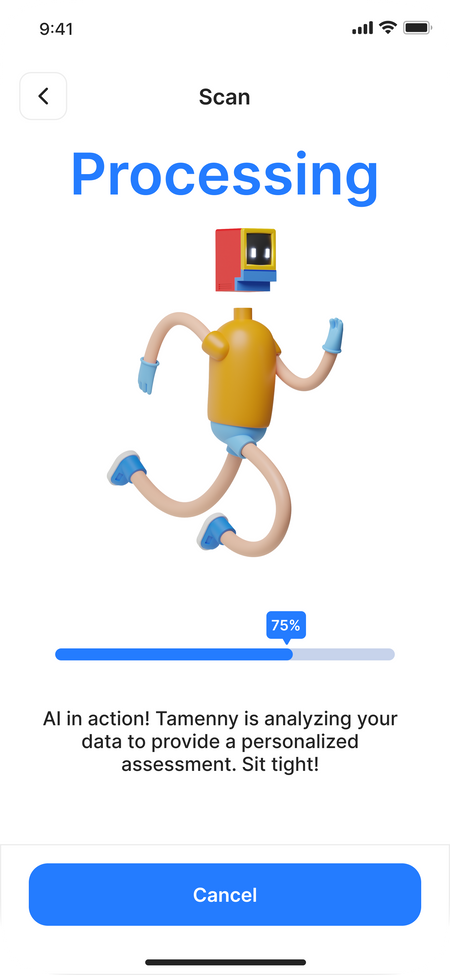 9:41
Scan
Processing
75%
AI in action! Tamenny is analyzing your
data to provide a personalized
assessment. Sit tight!
Cancel